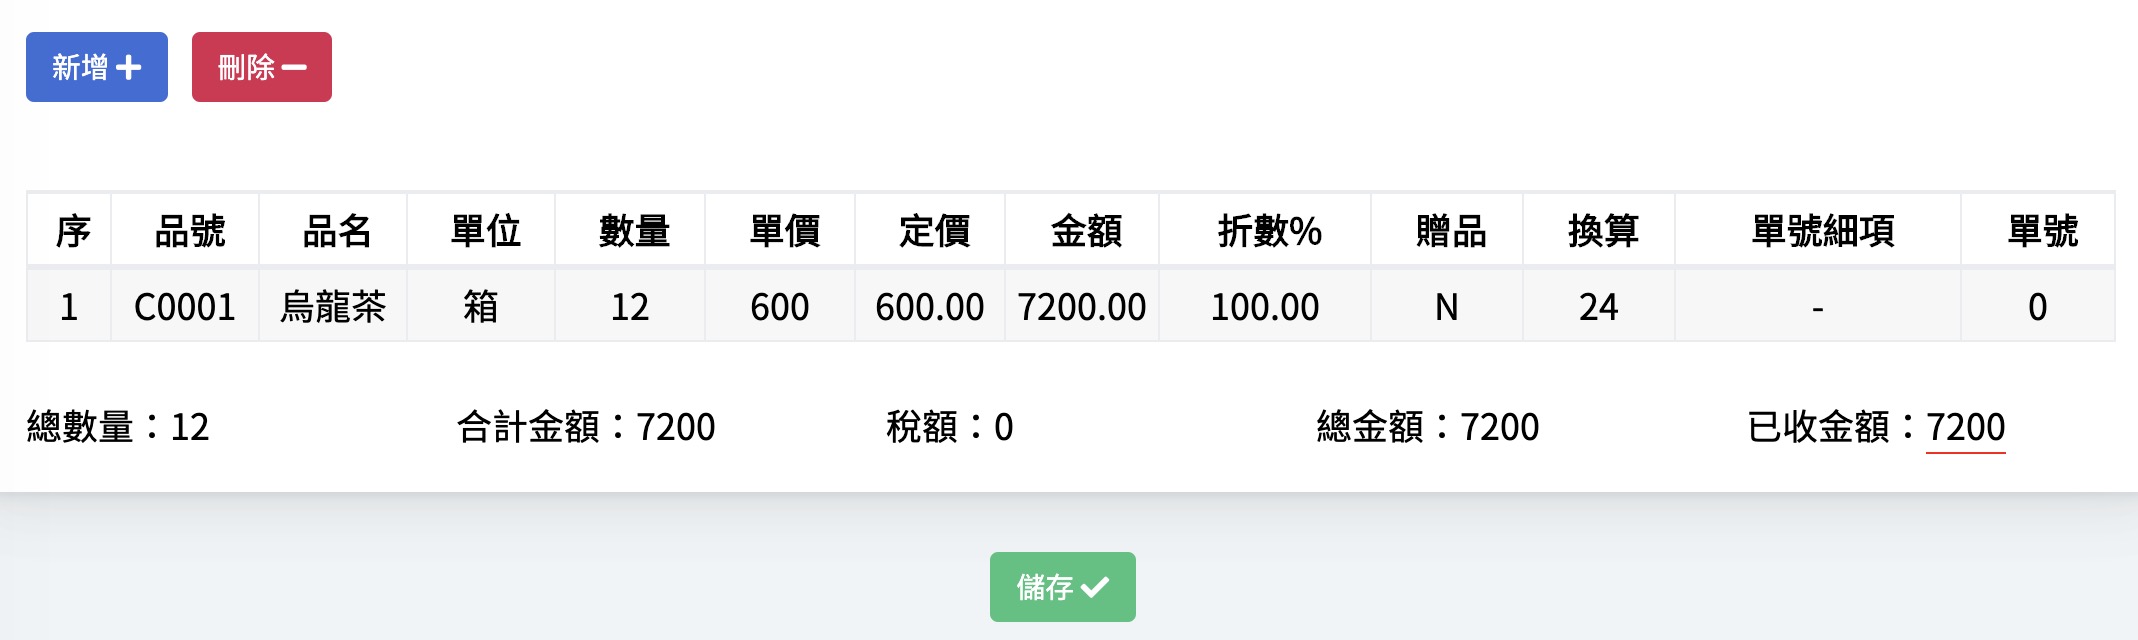 新增 刪除
序 品號 品名 單位 數量 單價 定價 金額 折數% 贈品 換算 單號細項 單號
1 C0001 烏龍茶 箱 12 600 600.00 7200.00 100.00 N 24 - 0
總數量：12 合計金額：7200 稅額：0 總金額：7200 已收金額：7200
儲存